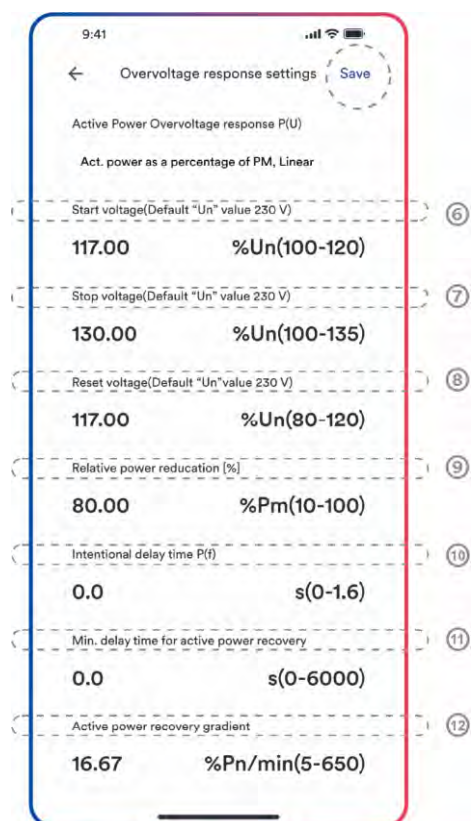 9:41
← Overvoltage response settings Save
Active Power Overvoltage response P(U)
Act. power as a percentage of PM, Linear
Start voltage(Default "Un" value 230 V) ⑥
117.00 %Un(100-120)
Stop voltage(Default "Un" value 230 V) ⑦
130.00 %Un(100-135)
Reset voltage(Default "Un"value 230 V) ⑧
117.00 %Un(80-120)
Relative power reducation [%] ⑨
80.00 %Pm(10-100)
Intentional delay time P(f) ⑩
0.0 s(0-1.6)
Min. delay time for active power recovery ⑪
0.0 s(0-6000)
Active power recovery gradient ⑫
16.67 %Pn/min(5-650)